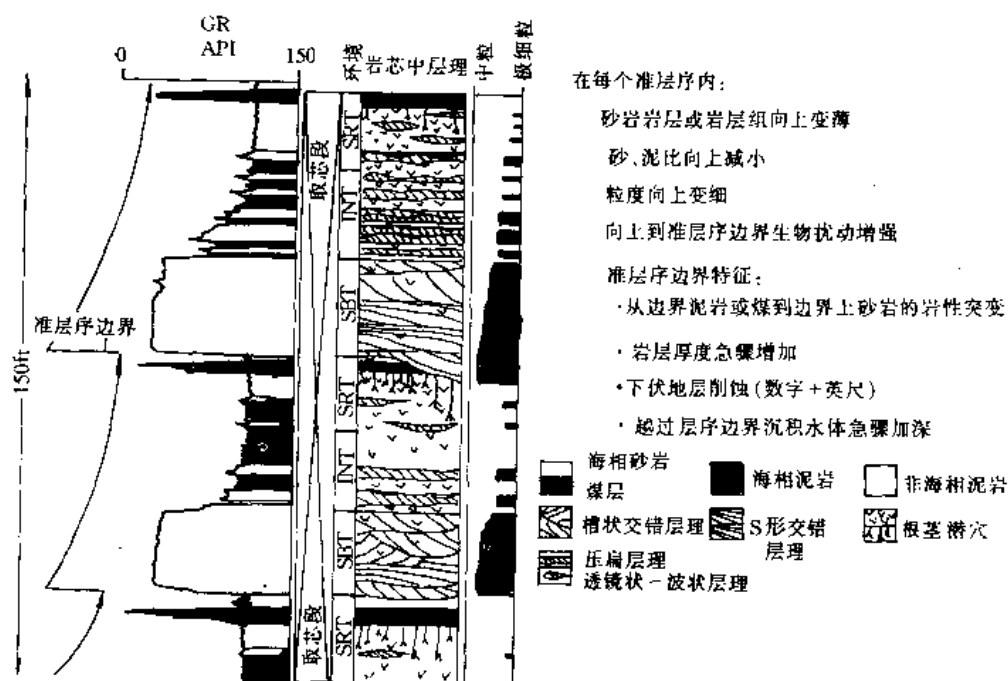 GR
API
0
150
环境
岩芯中层理
中粒
极细粒
取芯段
SRT
INT
SBT
SRT
INT
SBT
SRT
取芯段
准层序边界
150ft
在每个准层序内:
砂岩岩层或岩层组向上变薄
砂、泥比向上减小
粒度向上变细
向上到准层序边界生物扰动增强
准层序边界特征:
·从边界泥岩或煤到边界上砂岩的岩性突变
·岩层厚度急骤增加
·下伏地层削蚀(数字+英尺)
·越过层序边界沉积水体急骤加深
海相砂岩
煤层
海相泥岩
非海相泥岩
槽状交错层理
S形交错
层理
根茎潜穴
压扁层理
透镜状-波状层理